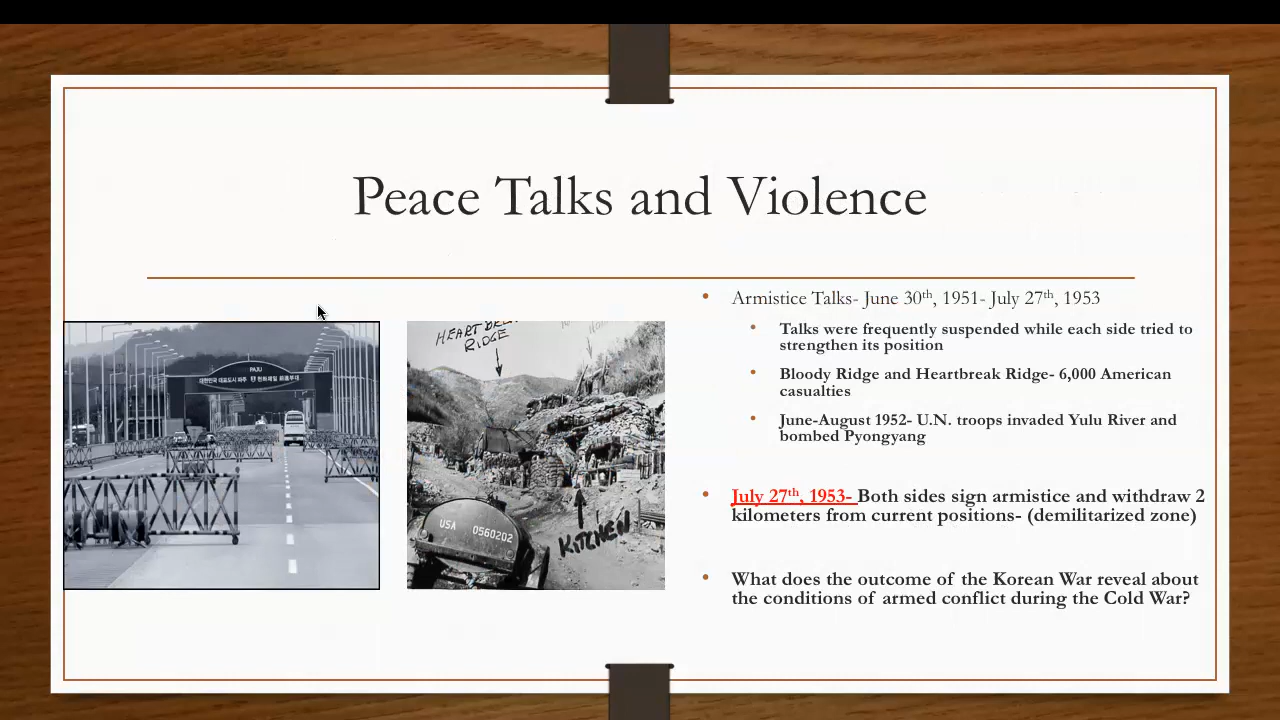 Peace Talks and Violence
PAJU
HEART BRE
RIDGE
USA 0560202
KITCHEN
• Armistice Talks- June 30th, 1951- July 27th, 1953
• Talks were frequently suspended while each side tried to
strengthen its position
• Bloody Ridge and Heartbreak Ridge- 6,000 American
casualties
• June-August 1952- U.N. troops invaded Yulu River and
bombed Pyongyang
• July 27th, 1953- Both sides sign armistice and withdraw 2
kilometers from current positions- (demilitarized zone)
• What does the outcome of the Korean War reveal about
the conditions of armed conflict during the Cold War?